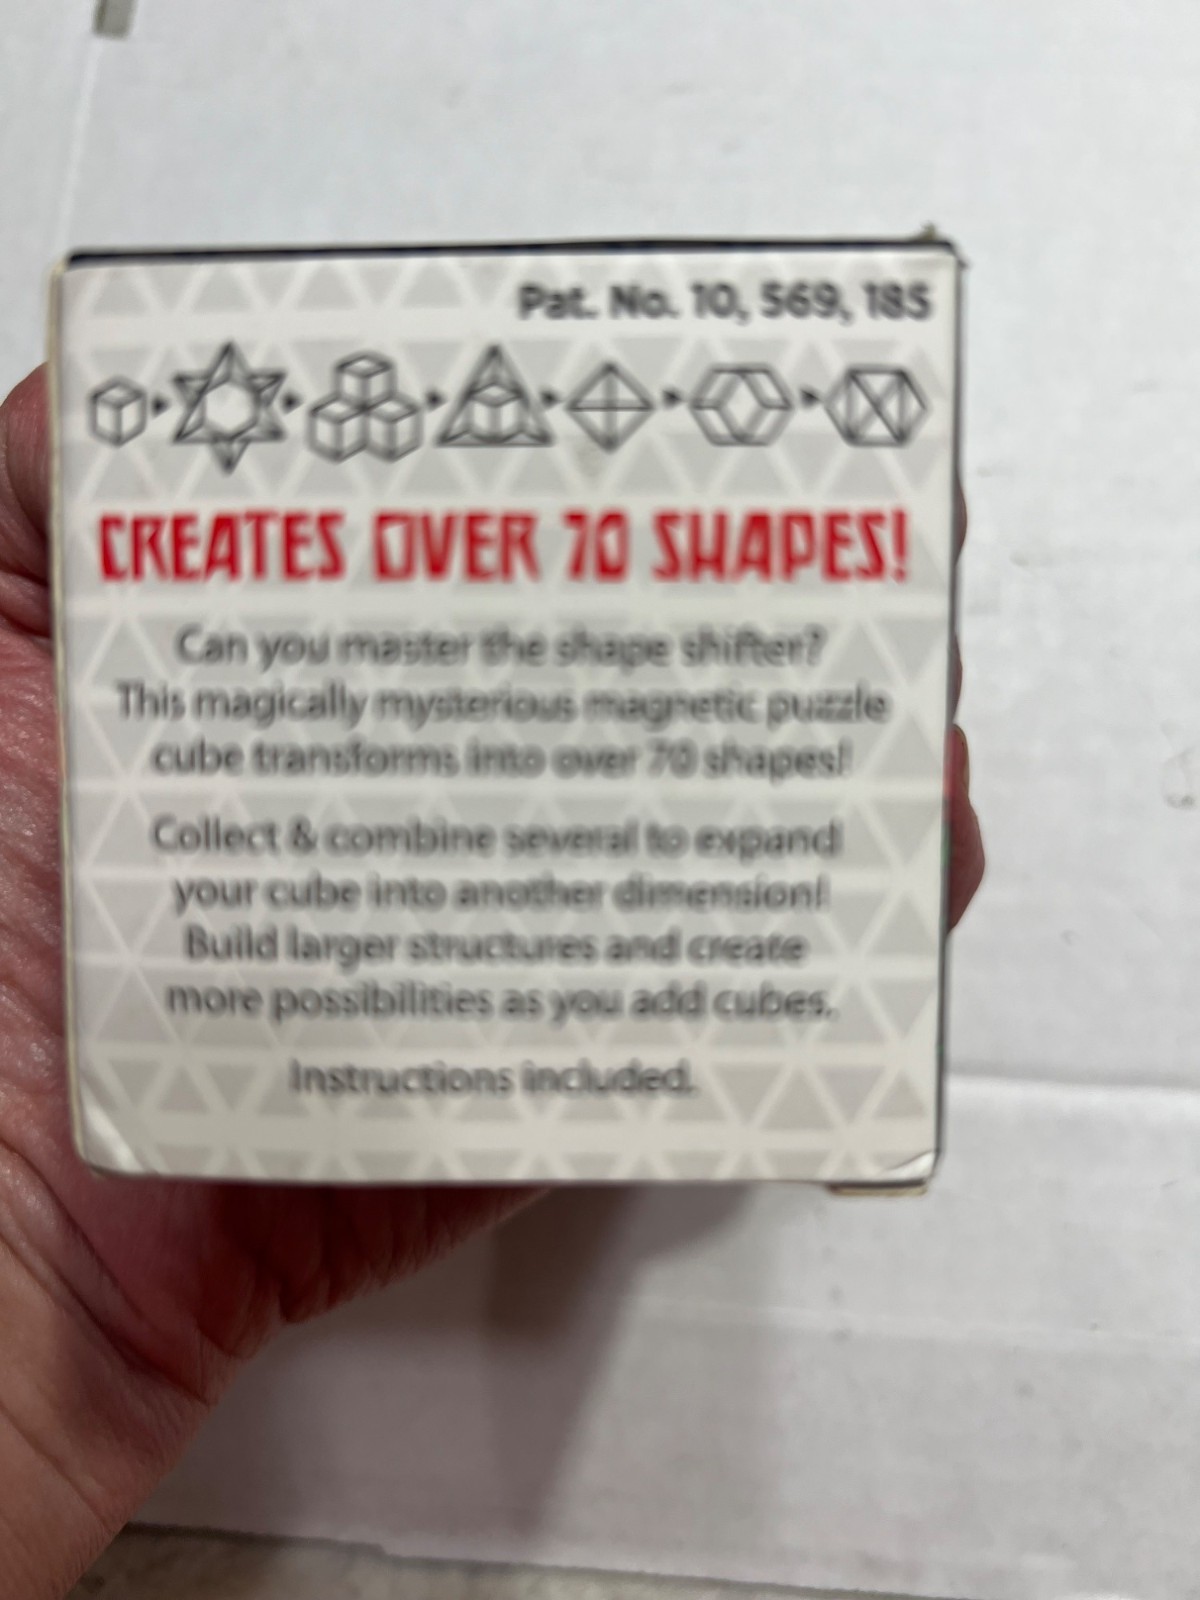 Pat. No. 10, 569, 185
CREATES OVER 70 SHAPES!
Can you master the shape shifter?
This magically mysterious magnetic puzzle
cube transforms into over 70 shapes!
Collect & combine several to expand
your cube into another dimension!
Build larger structures and create
more possibilities as you add cubes.
Instructions included.